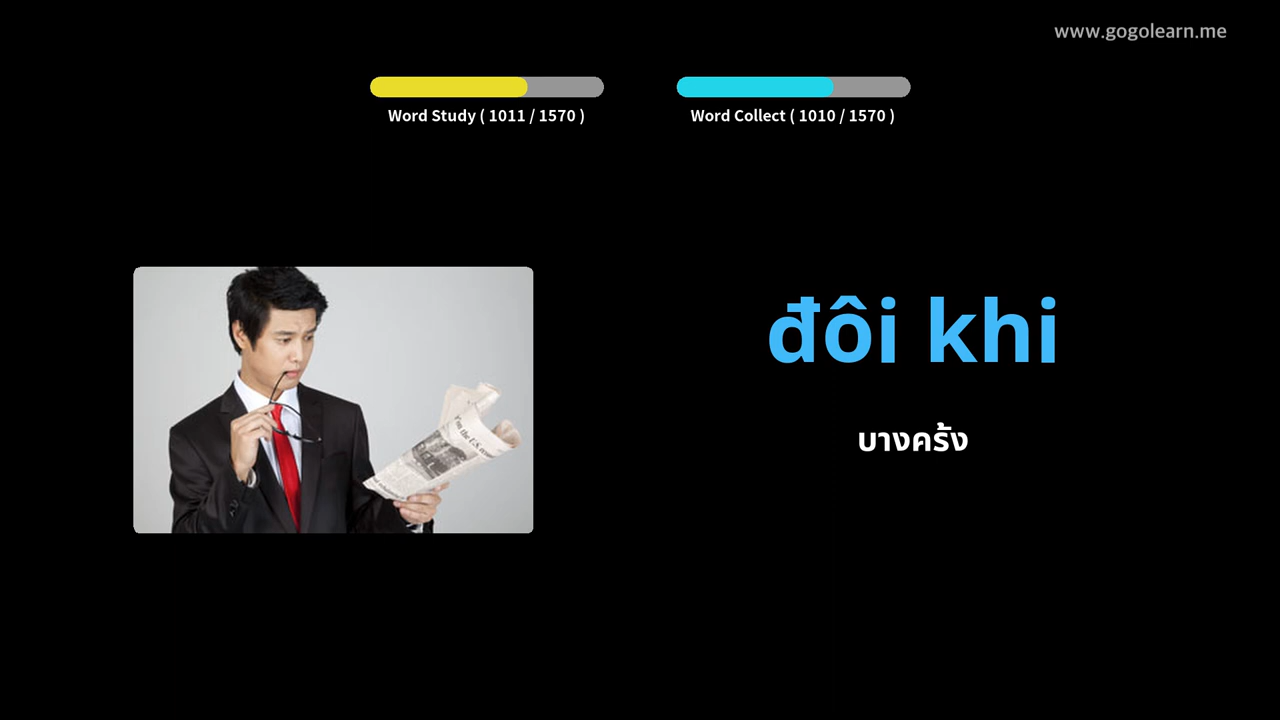 www.gogolearn.me
Word Study ( 1011 / 1570 )
Word Collect ( 1010 / 1570 )
đôi khi
บางครั้ง